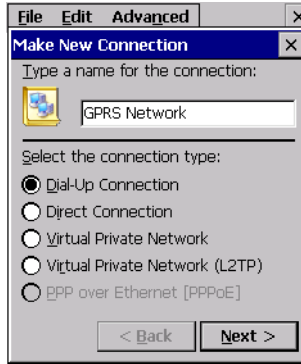 File Edit Advanced ×
Make New Connection ×
Type a name for the connection:
GPRS Network
Select the connection type:
Dial-Up Connection
Direct Connection
Virtual Private Network
Virtual Private Network (L2TP)
PPP over Ethernet [PPPoE]
< Back Next >